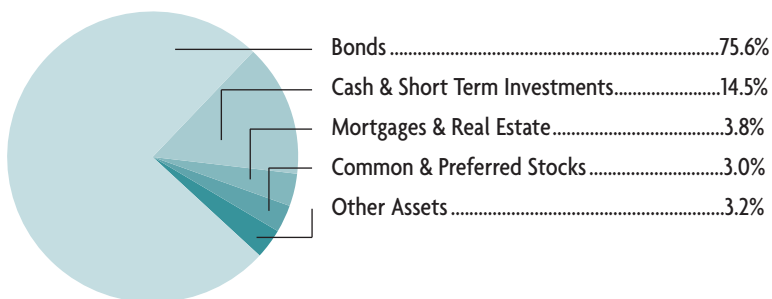 Bonds ..................................................................75.6%
Cash & Short Term Investments.....................14.5%
Mortgages & Real Estate..................................3.8%
Common & Preferred Stocks ...........................3.0%
Other Assets .......................................................3.2%